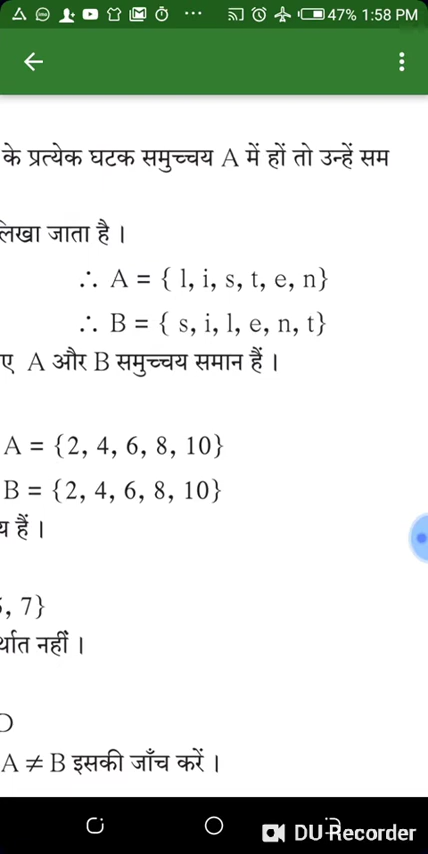 47% 1:58 PM
के प्रत्येक घटक समुच्चय A में हों तो उन्हें सम
लिखा जाता है ।
∴ A = { l, i, s, t, e, n}
∴ B = { s, i, l, e, n, t}
ए A और B समुच्चय समान हैं ।
A = {2, 4, 6, 8, 10}
B = {2, 4, 6, 8, 10}
य हैं ।
, 7}
र्थात नहीं ।
A ≠ B इसकी जाँच करें ।
DU Recorder